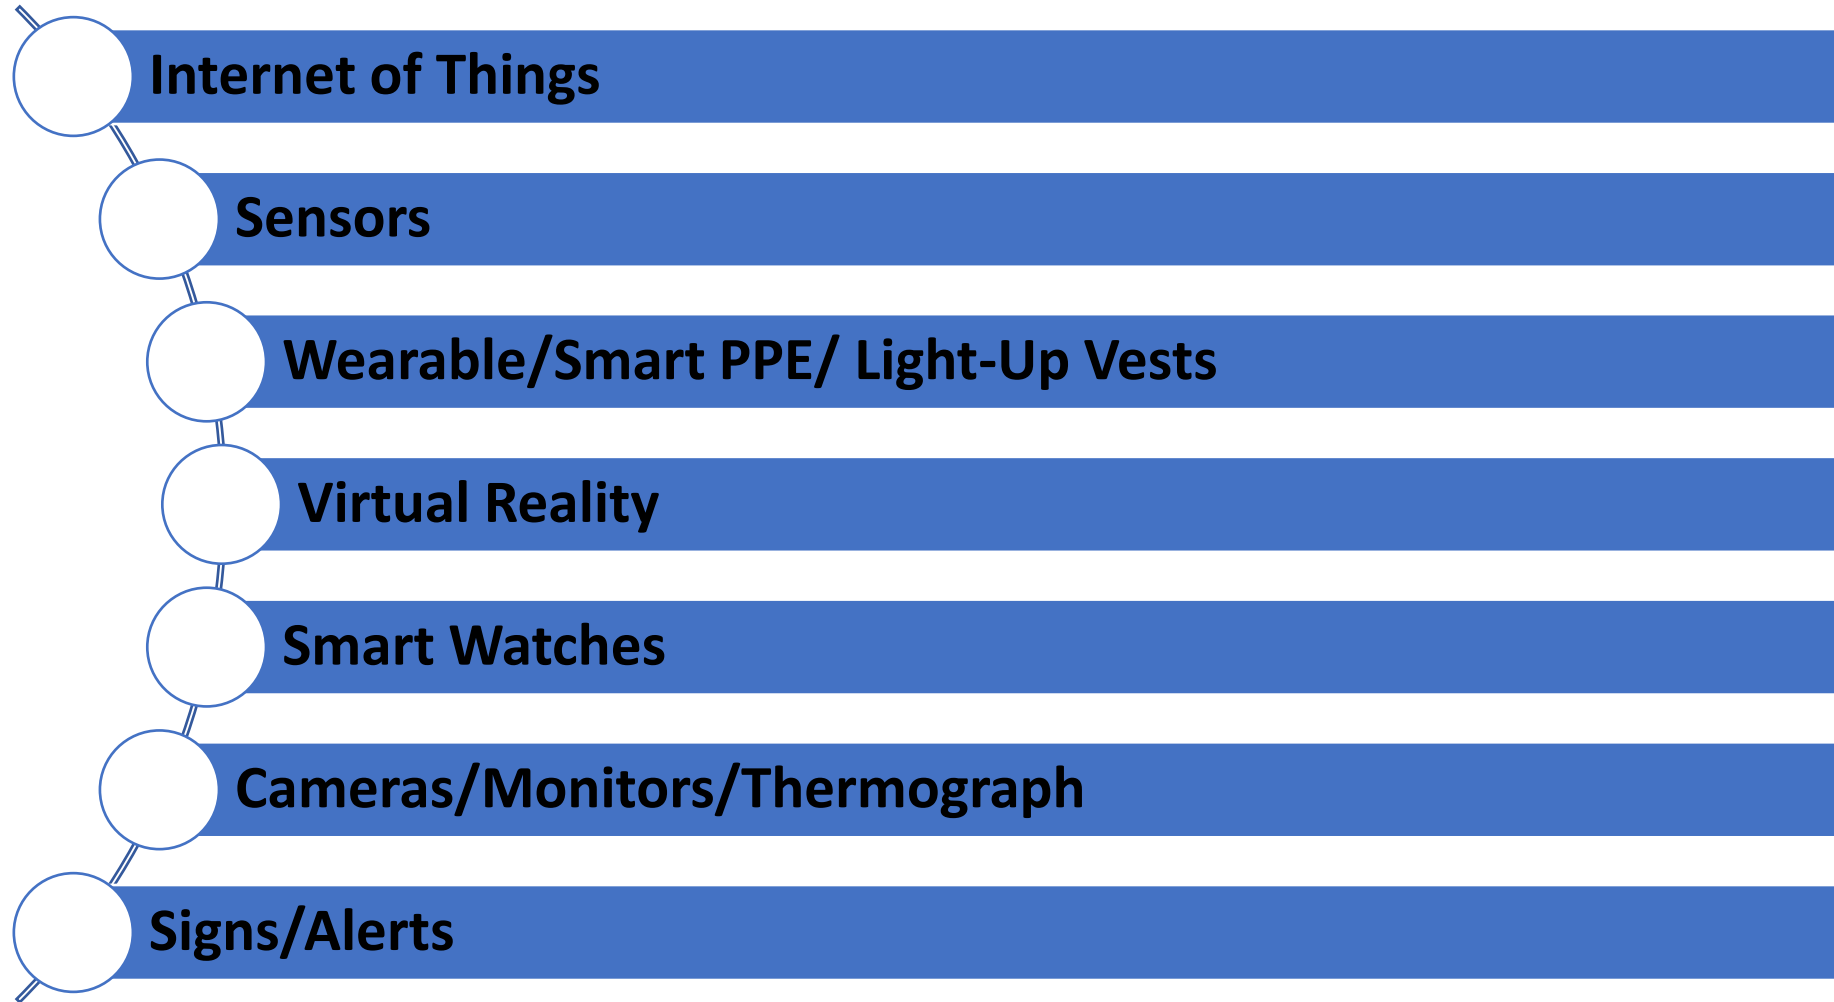 Internet of Things
Sensors
Wearable/Smart PPE/ Light-Up Vests
Virtual Reality
Smart Watches
Cameras/Monitors/Thermograph
Signs/Alerts